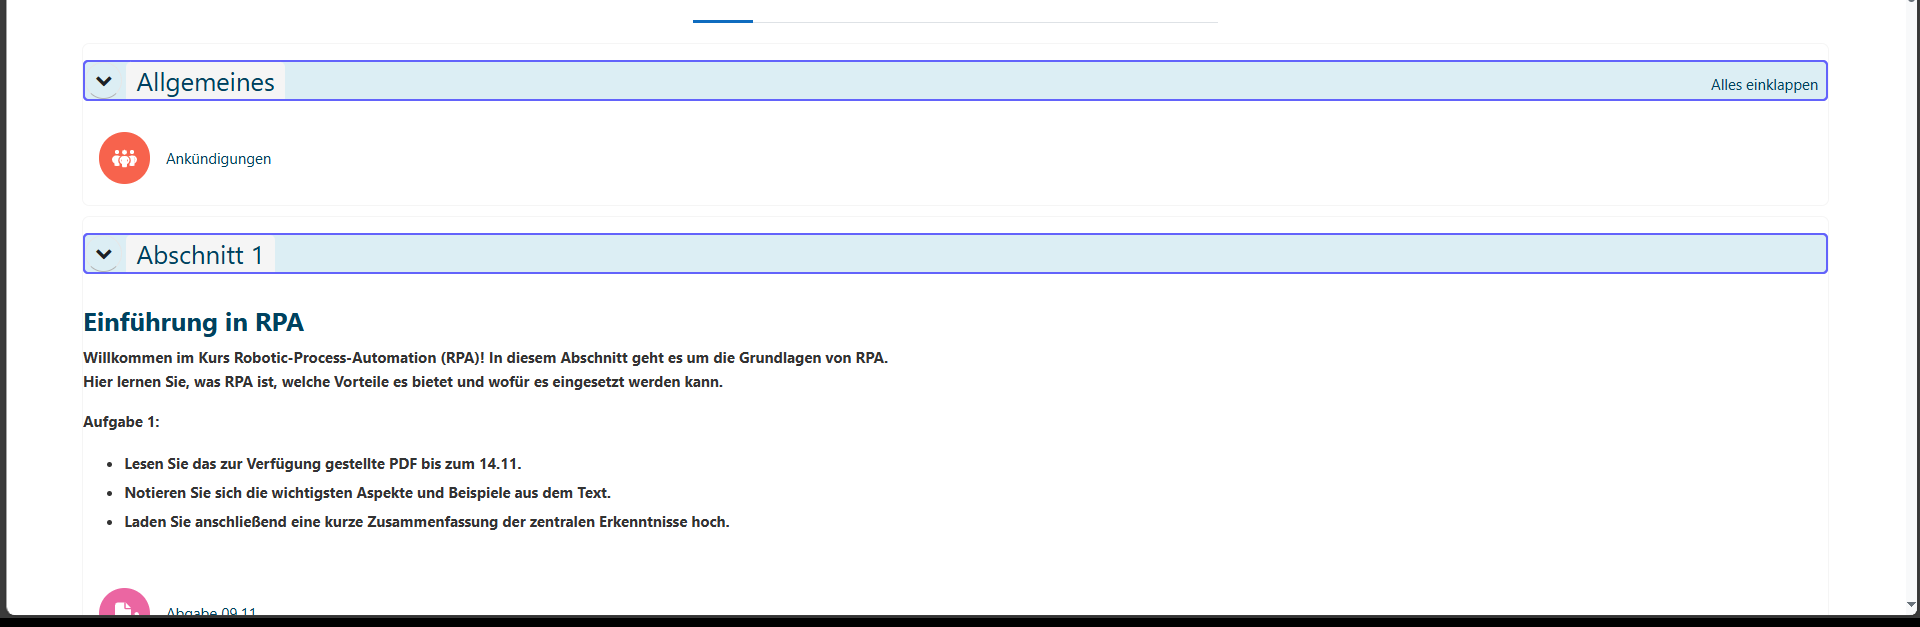 Allgemeines
Alles einklappen
Ankündigungen
Abschnitt 1
Einführung in RPA
Willkommen im Kurs Robotic-Process-Automation (RPA)! In diesem Abschnitt geht es um die Grundlagen von RPA.
Hier lernen Sie, was RPA ist, welche Vorteile es bietet und wofür es eingesetzt werden kann.
Aufgabe 1:
• Lesen Sie das zur Verfügung gestellte PDF bis zum 14.11.
• Notieren Sie sich die wichtigsten Aspekte und Beispiele aus dem Text.
• Laden Sie anschließend eine kurze Zusammenfassung der zentralen Erkenntnisse hoch.
Abgabe 09.11